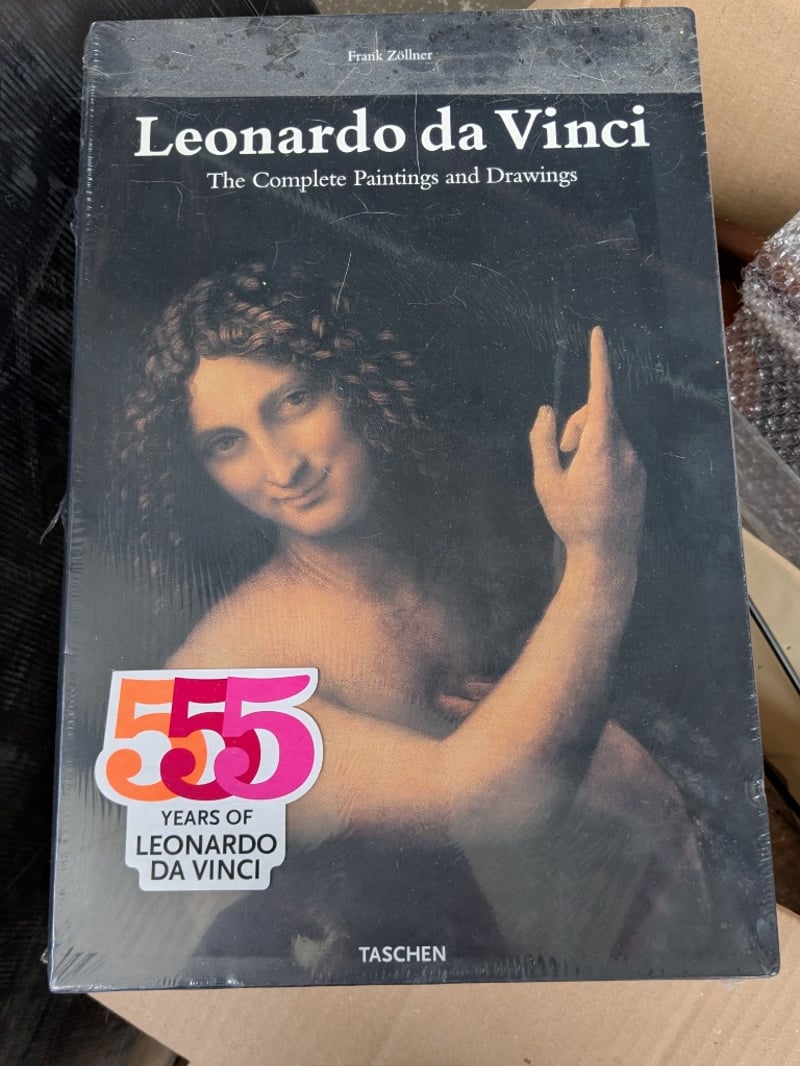 Frank Zöllner
Leonardo da Vinci
The Complete Paintings and Drawings
555
YEARS OF
LEONARDO
DA VINCI
TASCHEN